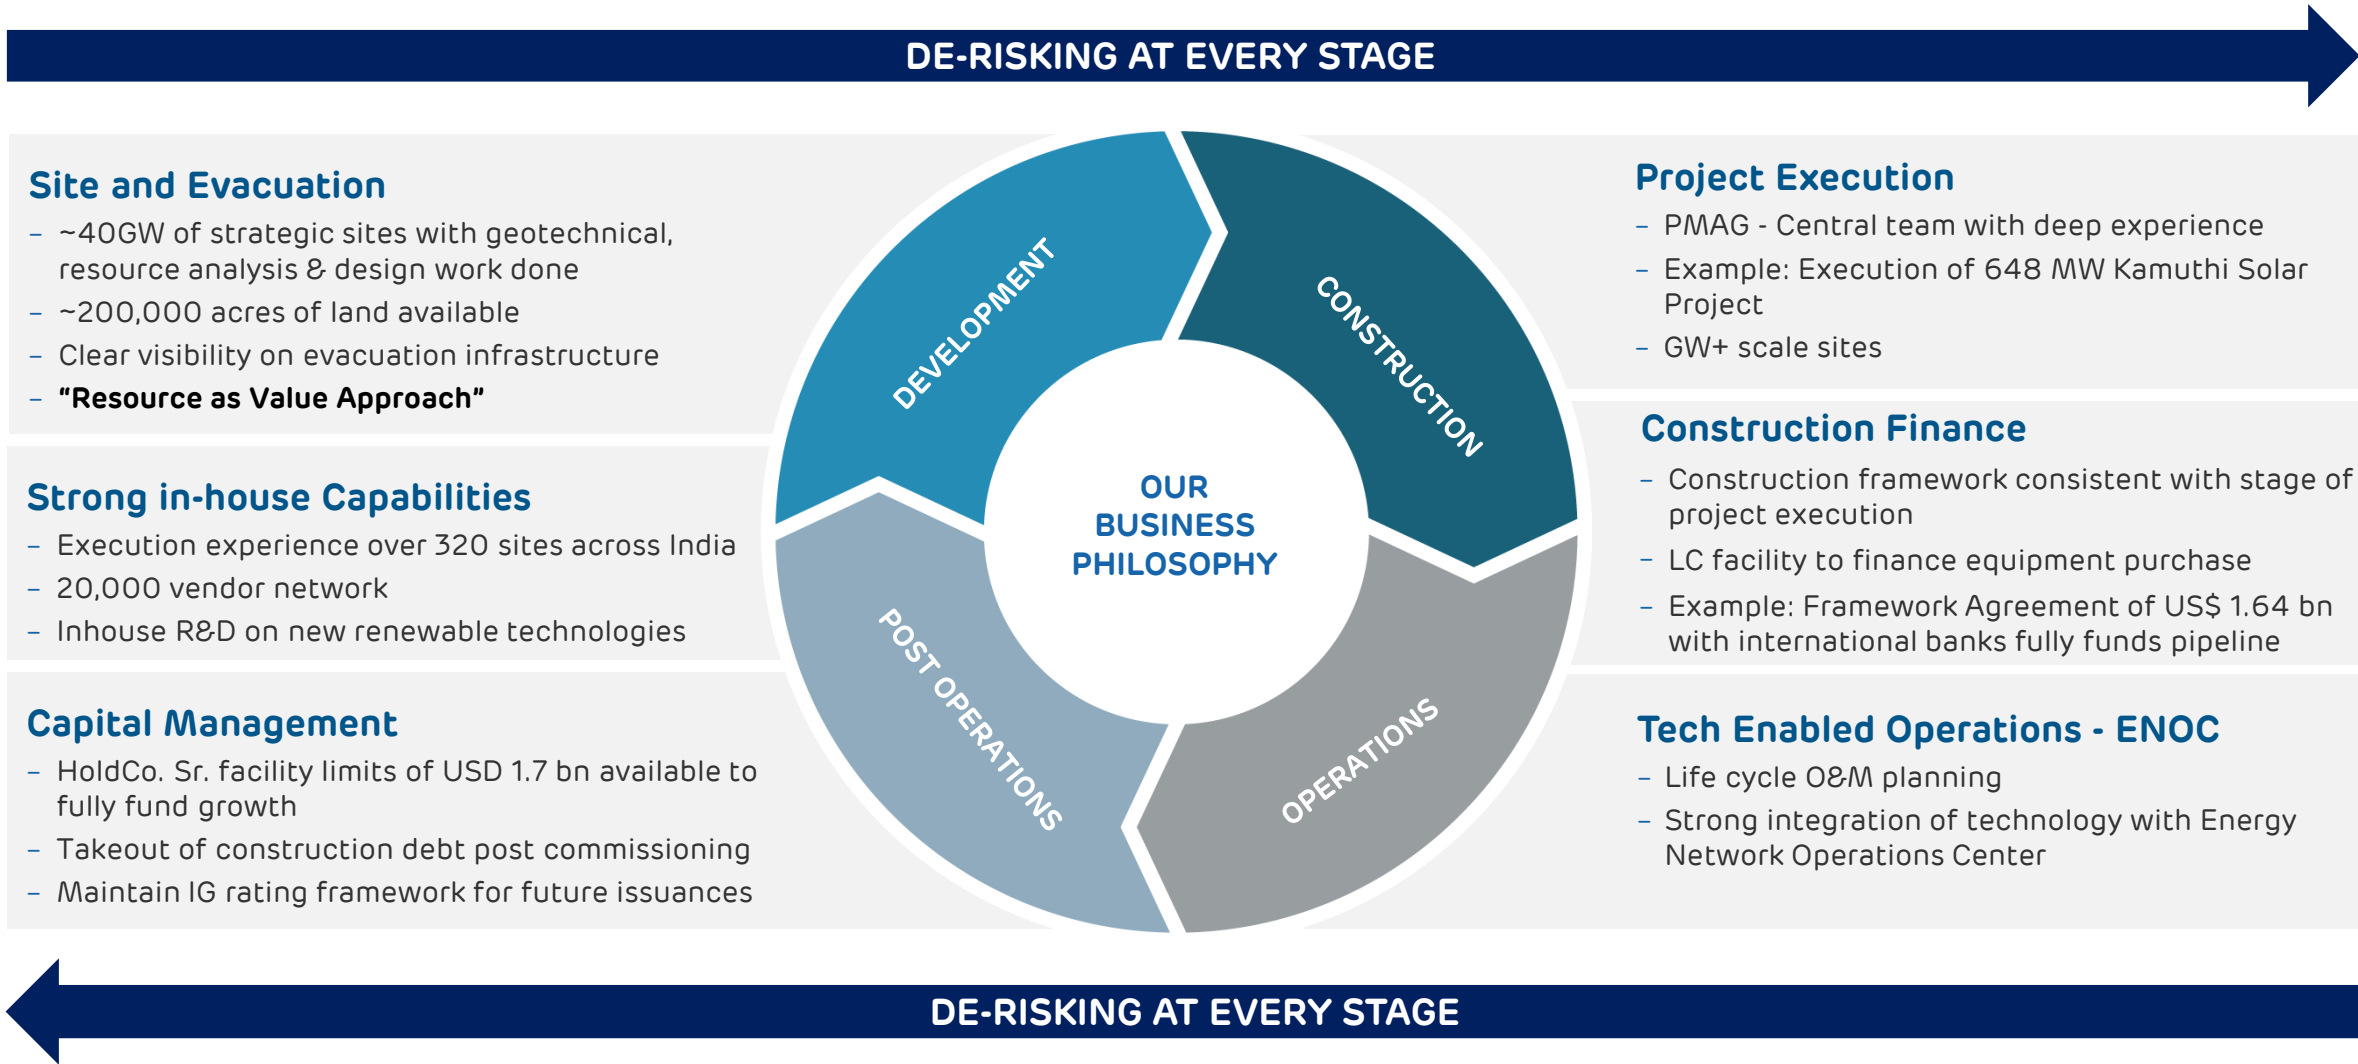 DE-RISKING AT EVERY STAGE
Site and Evacuation
– ~40GW of strategic sites with geotechnical,
resource analysis & design work done
– ~200,000 acres of land available
– Clear visibility on evacuation infrastructure
– “Resource as Value Approach”
Strong in-house Capabilities
– Execution experience over 320 sites across India
– 20,000 vendor network
– Inhouse R&D on new renewable technologies
Capital Management
– HoldCo. Sr. facility limits of USD 1.7 bn available to
fully fund growth
– Takeout of construction debt post commissioning
– Maintain IG rating framework for future issuances
DEVELOPMENT
CONSTRUCTION
OUR
BUSINESS
PHILOSOPHY
POST OPERATIONS
OPERATIONS
Project Execution
– PMAG - Central team with deep experience
– Example: Execution of 648 MW Kamuthi Solar
Project
– GW+ scale sites
Construction Finance
– Construction framework consistent with stage of
project execution
– LC facility to finance equipment purchase
– Example: Framework Agreement of US$ 1.64 bn
with international banks fully funds pipeline
Tech Enabled Operations - ENOC
– Life cycle O&M planning
– Strong integration of technology with Energy
Network Operations Center
DE-RISKING AT EVERY STAGE